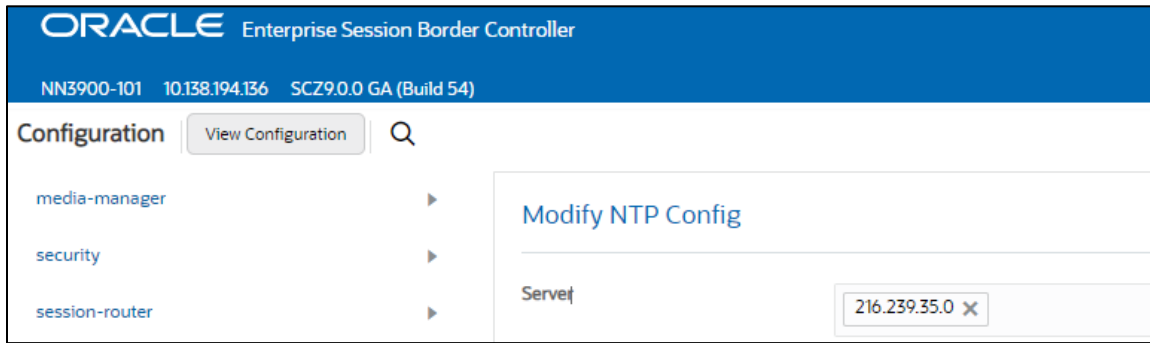 ORACLE Enterprise Session Border Controller
NN3900-101 10.138.194.136 SCZ9.0.0 GA (Build 54)
Configuration View Configuration
media-manager
Modify NTP Config
security
Server
216.239.35.0
session-router